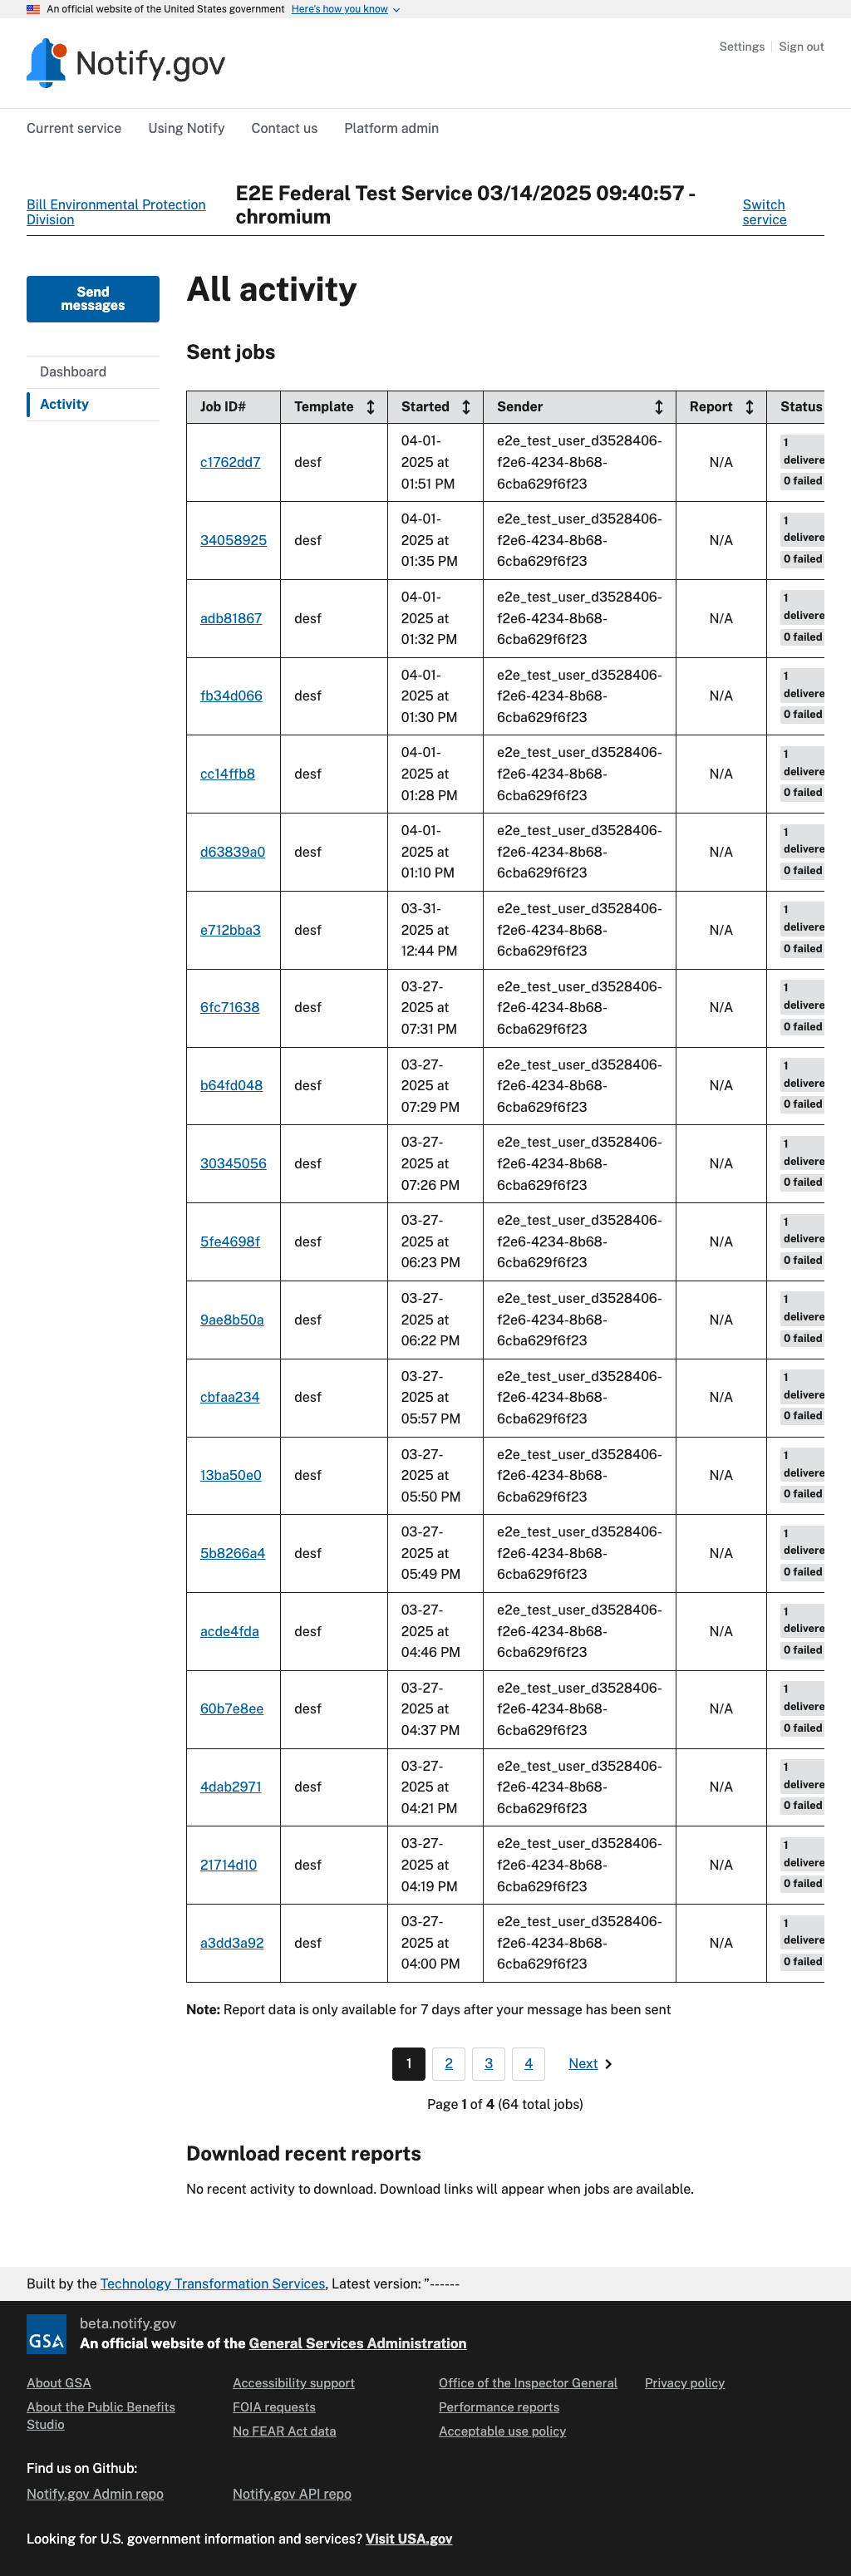 An official website of the United States government Here's how you know
Notify.gov
Settings Sign out
Current service Using Notify Contact us Platform admin
Bill Environmental Protection
Division
E2E Federal Test Service 03/14/2025 09:40:57 -
chromium
Switch
service
Send
messages
Dashboard
Activity
All activity
Sent jobs
Job ID# Template Started Sender Report Status
c1762dd7 desf 04-01-2025 at 01:51 PM e2e_test_user_d3528406-f2e6-4234-8b68-6cba629f6f23 N/A 1 delivere 0 failed
34058925 desf 04-01-2025 at 01:35 PM e2e_test_user_d3528406-f2e6-4234-8b68-6cba629f6f23 N/A 1 delivere 0 failed
adb81867 desf 04-01-2025 at 01:32 PM e2e_test_user_d3528406-f2e6-4234-8b68-6cba629f6f23 N/A 1 delivere 0 failed
fb34d066 desf 04-01-2025 at 01:30 PM e2e_test_user_d3528406-f2e6-4234-8b68-6cba629f6f23 N/A 1 delivere 0 failed
cc14ffb8 desf 04-01-2025 at 01:28 PM e2e_test_user_d3528406-f2e6-4234-8b68-6cba629f6f23 N/A 1 delivere 0 failed
d63839a0 desf 04-01-2025 at 01:10 PM e2e_test_user_d3528406-f2e6-4234-8b68-6cba629f6f23 N/A 1 delivere 0 failed
e712bba3 desf 03-31-2025 at 12:44 PM e2e_test_user_d3528406-f2e6-4234-8b68-6cba629f6f23 N/A 1 delivere 0 failed
6fc71638 desf 03-27-2025 at 07:31 PM e2e_test_user_d3528406-f2e6-4234-8b68-6cba629f6f23 N/A 1 delivere 0 failed
b64fd048 desf 03-27-2025 at 07:29 PM e2e_test_user_d3528406-f2e6-4234-8b68-6cba629f6f23 N/A 1 delivere 0 failed
30345056 desf 03-27-2025 at 07:26 PM e2e_test_user_d3528406-f2e6-4234-8b68-6cba629f6f23 N/A 1 delivere 0 failed
5fe4698f desf 03-27-2025 at 06:23 PM e2e_test_user_d3528406-f2e6-4234-8b68-6cba629f6f23 N/A 1 delivere 0 failed
9ae8b50a desf 03-27-2025 at 06:22 PM e2e_test_user_d3528406-f2e6-4234-8b68-6cba629f6f23 N/A 1 delivere 0 failed
cbfaa234 desf 03-27-2025 at 05:57 PM e2e_test_user_d3528406-f2e6-4234-8b68-6cba629f6f23 N/A 1 delivere 0 failed
13ba50e0 desf 03-27-2025 at 05:50 PM e2e_test_user_d3528406-f2e6-4234-8b68-6cba629f6f23 N/A 1 delivere 0 failed
5b8266a4 desf 03-27-2025 at 05:49 PM e2e_test_user_d3528406-f2e6-4234-8b68-6cba629f6f23 N/A 1 delivere 0 failed
acde4fda desf 03-27-2025 at 04:46 PM e2e_test_user_d3528406-f2e6-4234-8b68-6cba629f6f23 N/A 1 delivere 0 failed
60b7e8ee desf 03-27-2025 at 04:37 PM e2e_test_user_d3528406-f2e6-4234-8b68-6cba629f6f23 N/A 1 delivere 0 failed
4dab2971 desf 03-27-2025 at 04:21 PM e2e_test_user_d3528406-f2e6-4234-8b68-6cba629f6f23 N/A 1 delivere 0 failed
21714d10 desf 03-27-2025 at 04:19 PM e2e_test_user_d3528406-f2e6-4234-8b68-6cba629f6f23 N/A 1 delivere 0 failed
a3dd3a92 desf 03-27-2025 at 04:00 PM e2e_test_user_d3528406-f2e6-4234-8b68-6cba629f6f23 N/A 1 delivere 0 failed
Note: Report data is only available for 7 days after your message has been sent
1 2 3 4 Next
Page 1 of 4 (64 total jobs)
Download recent reports
No recent activity to download. Download links will appear when jobs are available.
Built by the Technology Transformation Services, Latest version: "------
GSA
beta.notify.gov
An official website of the General Services Administration
About GSA
About the Public Benefits
Studio
Accessibility support
FOIA requests
No FEAR Act data
Office of the Inspector General
Performance reports
Acceptable use policy
Privacy policy
Find us on Github:
Notify.gov Admin repo Notify.gov API repo
Looking for U.S. government information and services? Visit USA.gov